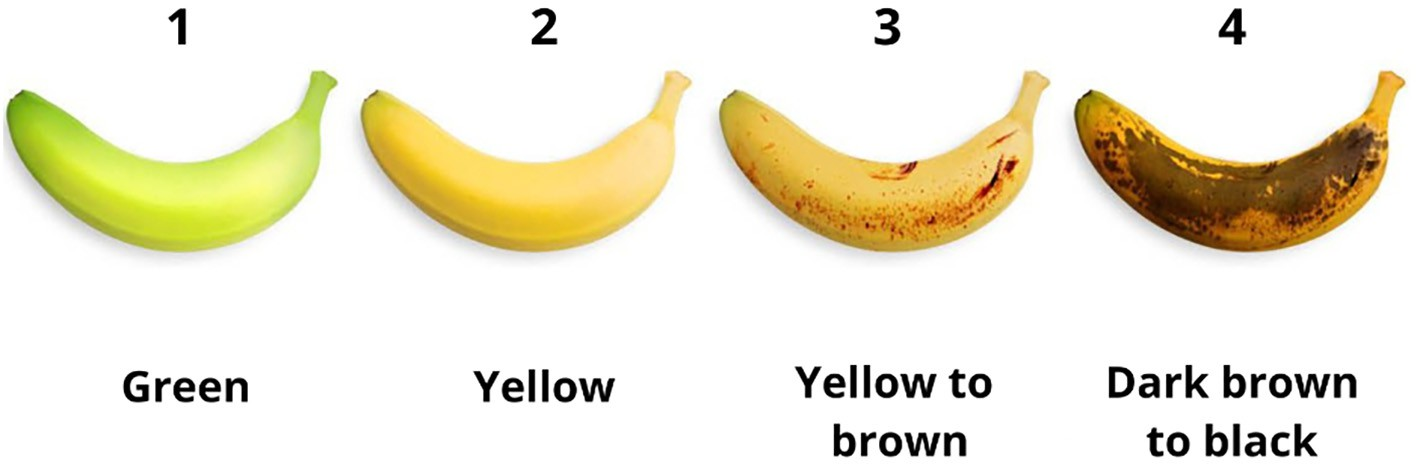 1 2 3 4
Green
Yellow
Yellow to
brown
Dark brown
to black